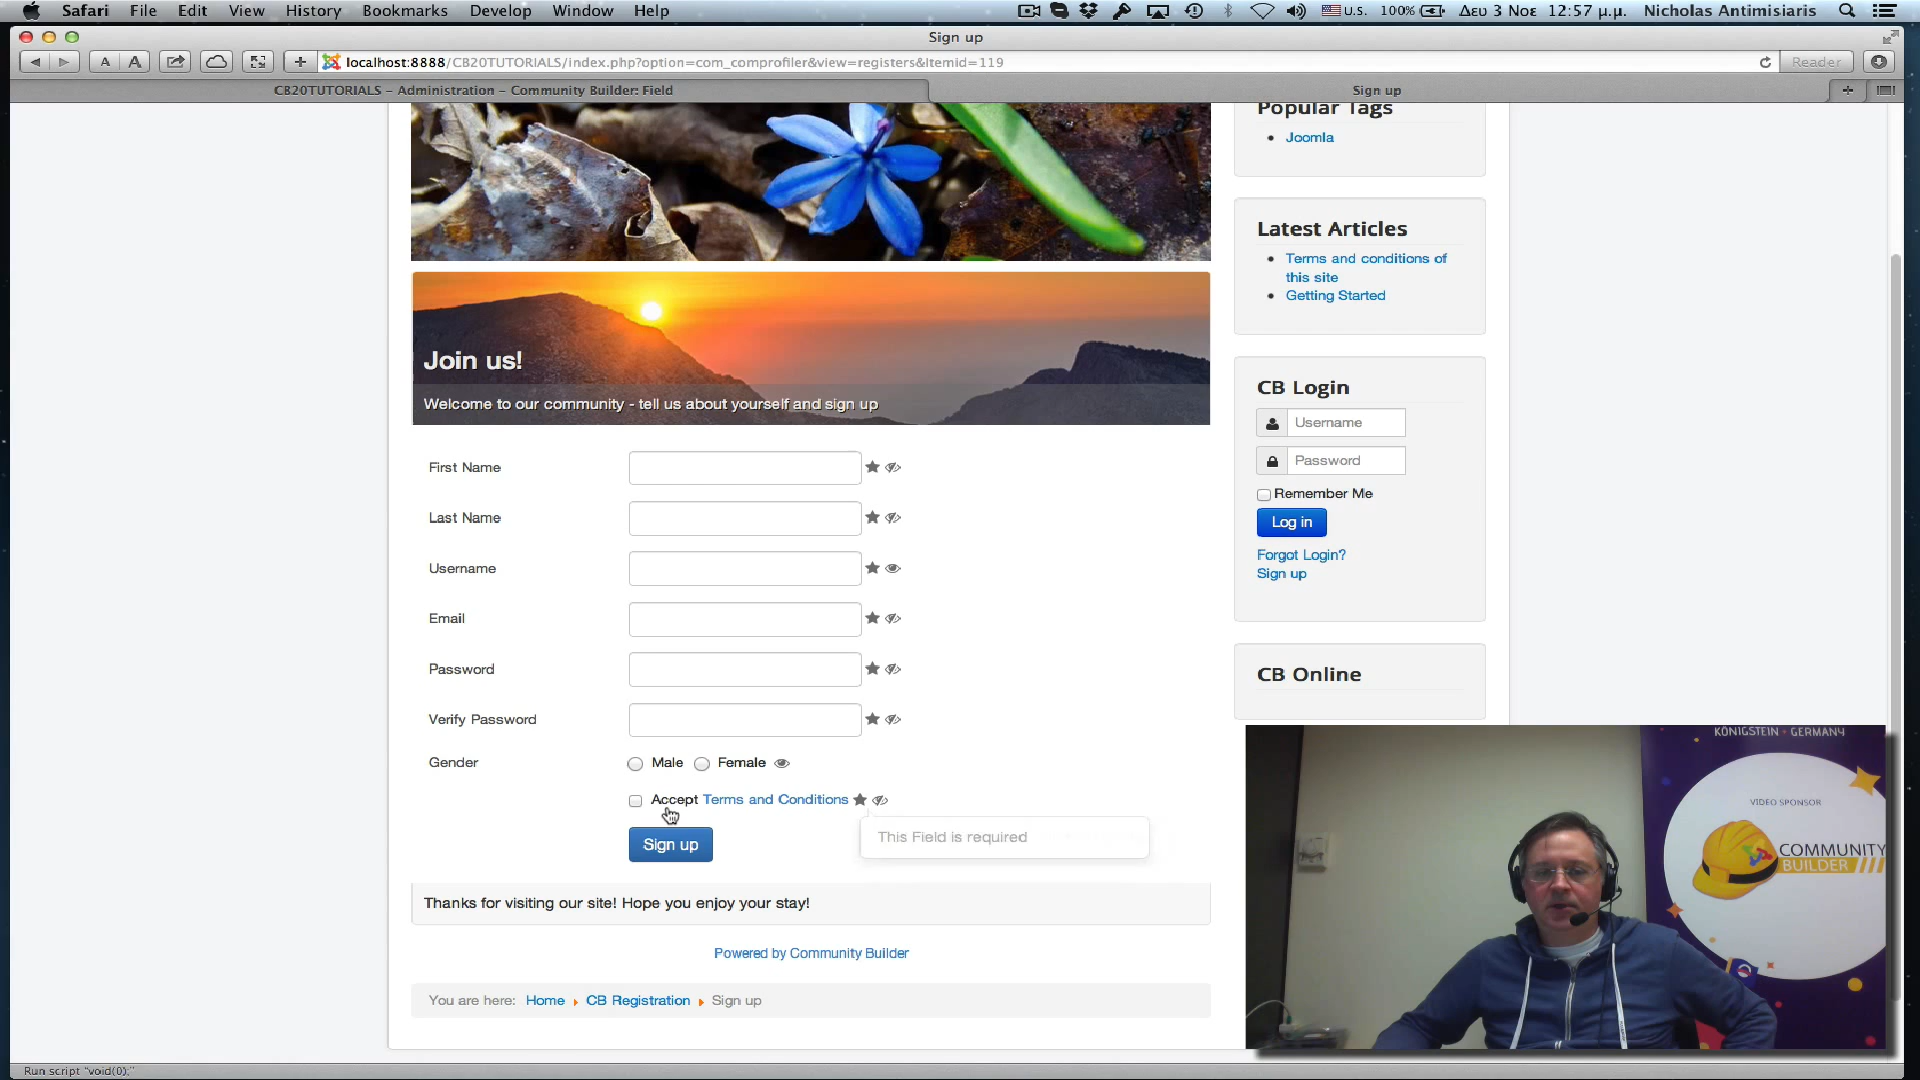 Safari File Edit View History Bookmarks Develop Window Help U.S. 100% Δευ 3 Νοε 12:57 μ.μ. Nicholas Antimisiaris
Sign up
A A + localhost:8888/CB20TUTORIALS/index.php?option=com_comprofiler&view=registers&Itemid=119 Reader
CB20TUTORIALS – Administration – Community Builder: Field
Sign up
Popular Tags
Joomla
Latest Articles
Terms and conditions of
this site
Getting Started
Join us!
Welcome to our community - tell us about yourself and sign up
CB Login
Username
Password
Remember Me
Log in
Forgot Login?
Sign up
CB Online
First Name
Last Name
Username
Email
Password
Verify Password
Gender Male Female
Accept Terms and Conditions
This Field is required
Sign up
Thanks for visiting our site! Hope you enjoy your stay!
Powered by Community Builder
You are here: Home CB Registration Sign up
KÖNIGSTEIN • GERMANY
VIDEO SPONSOR
COMMUNITY
BUILDER
Run script "void(0);"